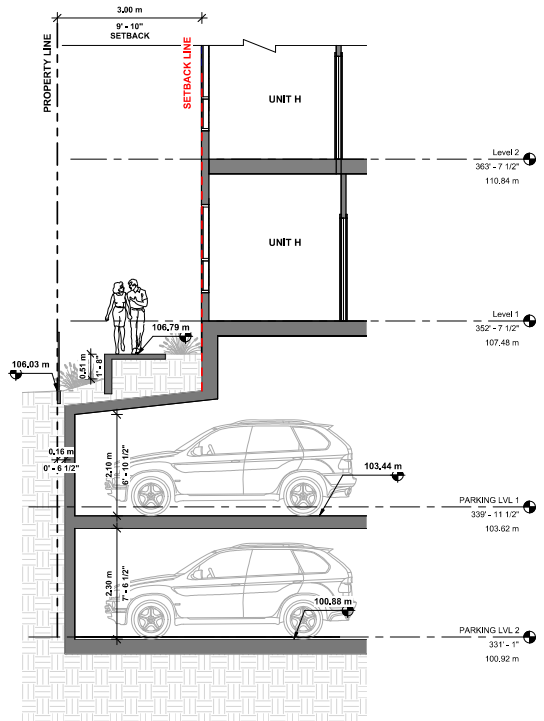 3.00 m
9' - 10"
SETBACK
PROPERTY LINE
SETBACK LINE
UNIT H
Level 2
363' - 7 1/2"
110.84 m
UNIT H
106.79 m
Level 1
352' - 7 1/2"
107.48 m
106.03 m
0.51 m
1' - 8"
0.16 m
0' - 6 1/2"
2.10 m
6' - 10 1/2"
103.44 m
PARKING LVL 1
339' - 11 1/2"
103.62 m
2.30 m
7' - 6 1/2"
100.88 m
PARKING LVL 2
331' - 1"
100.92 m